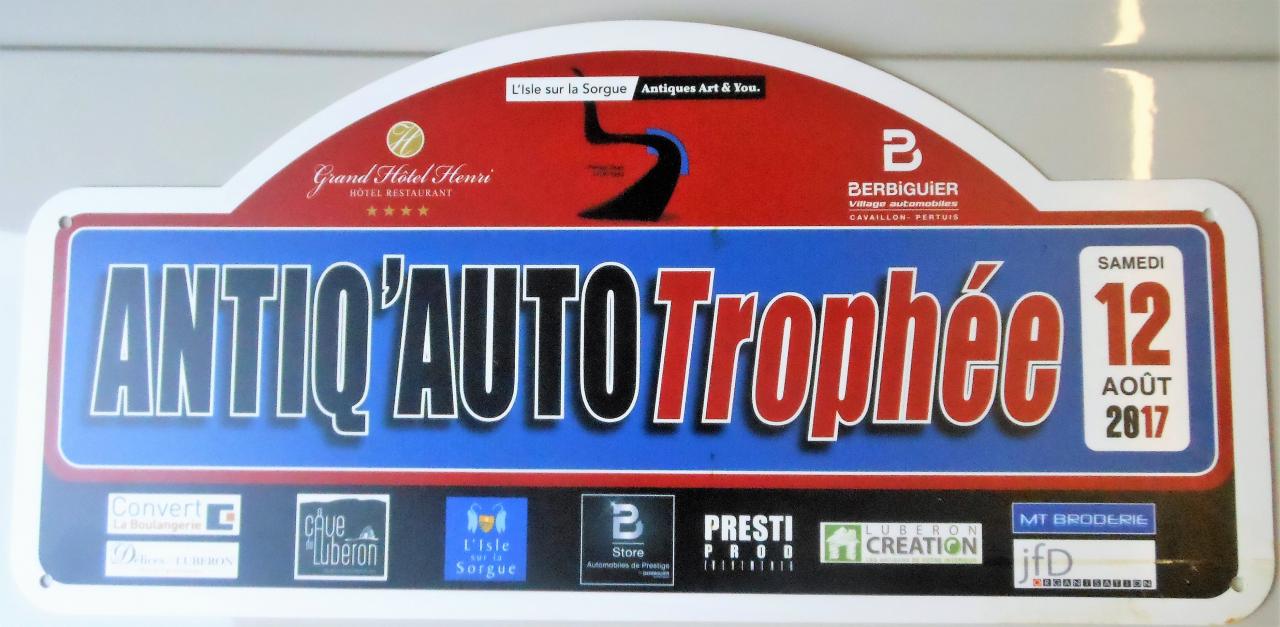 L'Isle sur la Sorgue Antiques Art & You.
H
Grand Hôtel Henri
HÔTEL RESTAURANT
B
BERBiGUiER
Village automobiles
CAVAILLON- PERTUIS
ANTIQ'AUTO Trophée
SAMEDI
12
AOÛT
2017
Convert
La Boulangerie
Délices du LUBERON
cAve
du Luberon
L'Isle
sur la
Sorgue
B
Store
Automobiles de Prestige
PRESTI
PROD
LUBERON
CREATION
MT BRODERIE
jfD
ORGANISATION